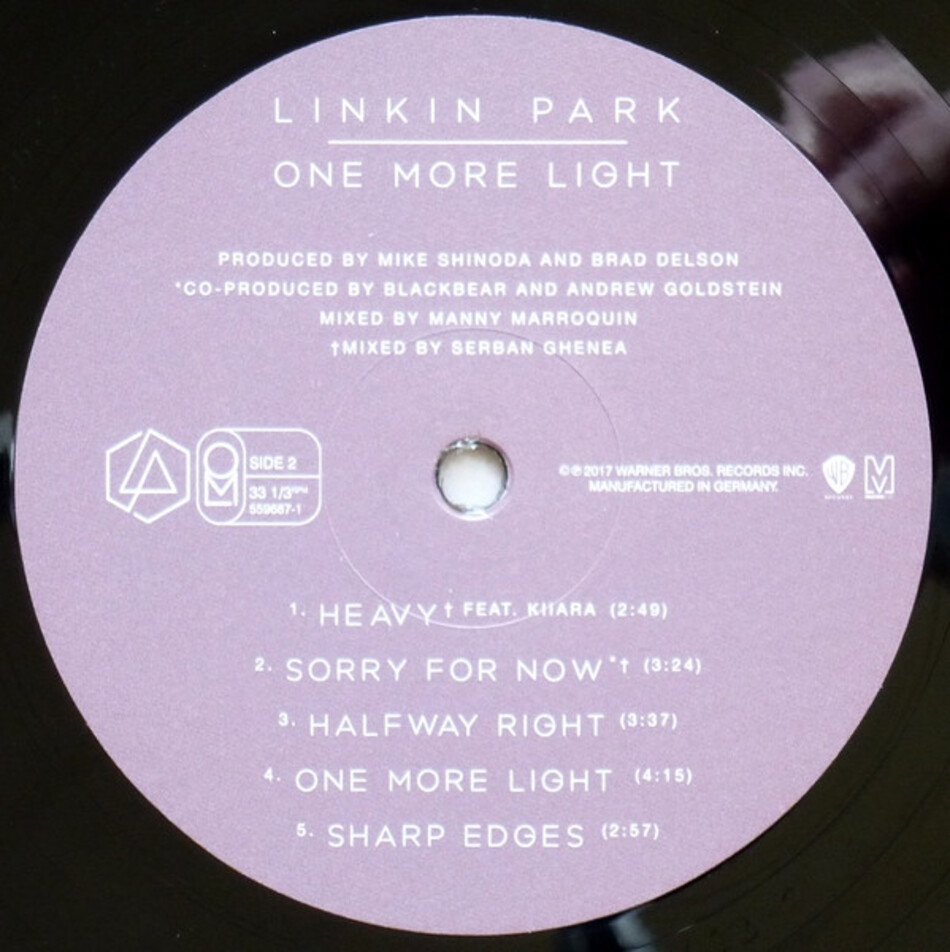 LINKIN PARK
ONE MORE LIGHT
PRODUCED BY MIKE SHINODA AND BRAD DELSON
*CO-PRODUCED BY BLACKBEAR AND ANDREW GOLDSTEIN
MIXED BY MANNY MARROQUIN
†MIXED BY SERBAN GHENEA
OM
SIDE 2
33 1/3RPM
559687-1
©℗ 2017 WARNER BROS. RECORDS INC.
MANUFACTURED IN GERMANY.
1. HEAVY† FEAT. KIIARA (2:49)
2. SORRY FOR NOW*† (3:24)
3. HALFWAY RIGHT (3:37)
4. ONE MORE LIGHT (4:15)
5. SHARP EDGES (2:57)